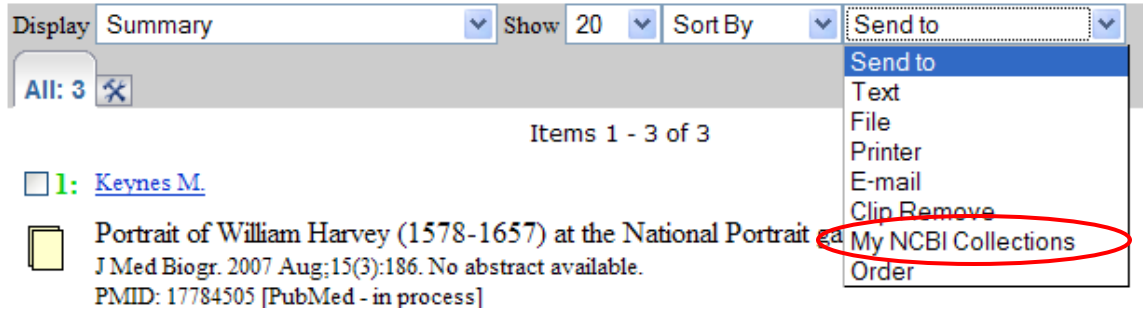 Display Summary Show 20 Sort By Send to
All: 3
Send to
Text
File
Printer
E-mail
Clip Remove
My NCBI Collections
Order
Items 1 - 3 of 3
1: Keynes M.
Portrait of William Harvey (1578-1657) at the National Portrait ga
J Med Biogr. 2007 Aug;15(3):186. No abstract available.
PMID: 17784505 [PubMed - in process]